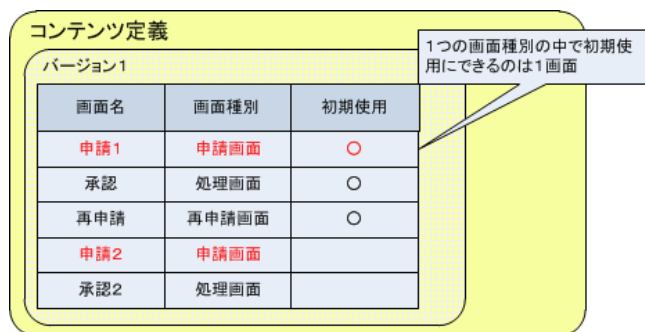 コンテンツ定義
1つの画面種別の中で初期使
用にできるのは1画面
バージョン1
画面名 画面種別 初期使用
申請1 申請画面 ○
承認 処理画面 ○
再申請 再申請画面 ○
申請2 申請画面
承認2 処理画面